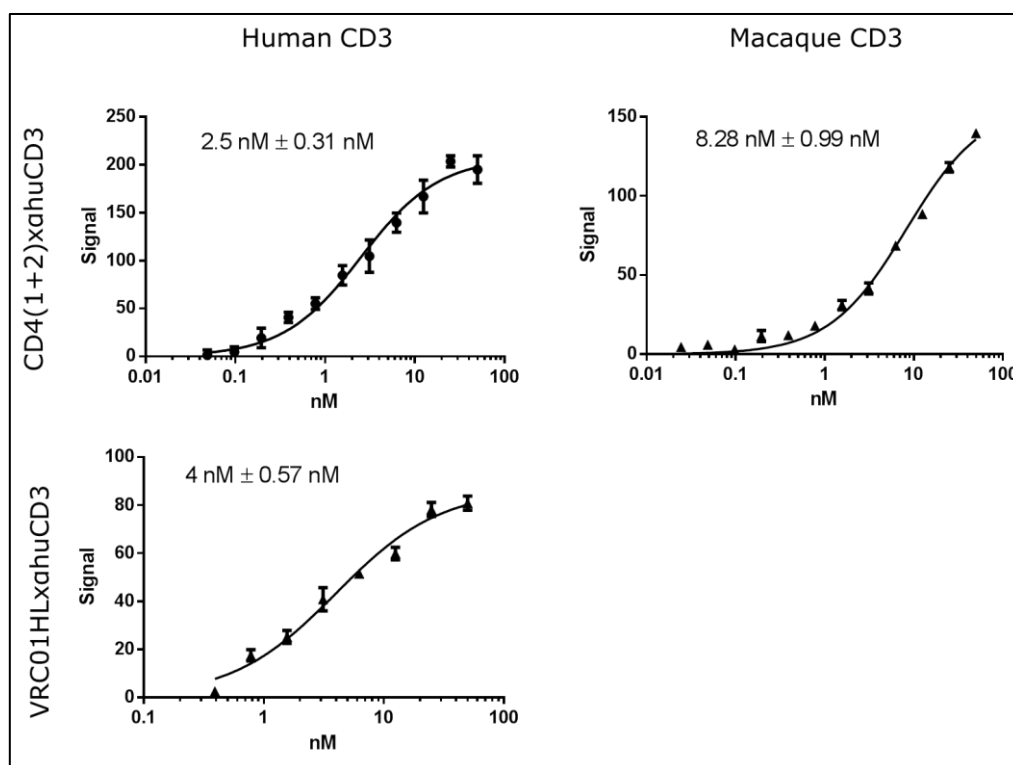 Human CD3
Macaque CD3
CD4(1+2)xαhuCD3
2.5 nM ± 0.31 nM
Signal
250
200
150
100
50
0
0.01 0.1 1 10 100
nM
8.28 nM ± 0.99 nM
Signal
150
100
50
0
0.01 0.1 1 10 100
nM
VRC01HLxαhuCD3
4 nM ± 0.57 nM
Signal
100
80
60
40
20
0
0.1 1 10 100
nM